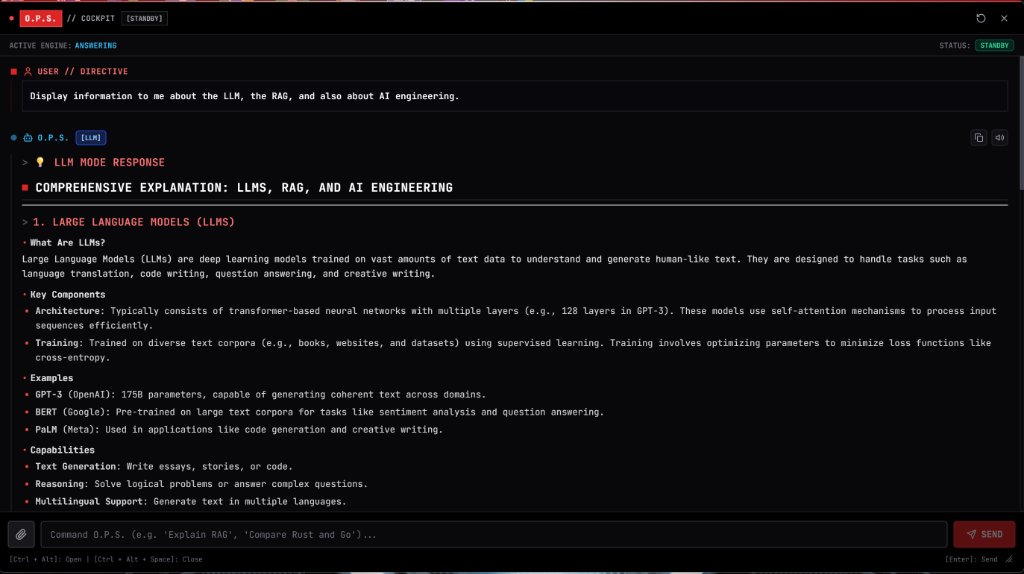 O.P.S. // COCKPIT [STANDBY]
ACTIVE ENGINE: ANSWERING
STATUS: STANDBY
USER // DIRECTIVE
Display information to me about the LLM, the RAG, and also about AI engineering.
O.P.S. [LLM]
> 💡 LLM MODE RESPONSE
COMPREHENSIVE EXPLANATION: LLMS, RAG, AND AI ENGINEERING
> 1. LARGE LANGUAGE MODELS (LLMS)
• What Are LLMs?
Large Language Models (LLMs) are deep learning models trained on vast amounts of text data to understand and generate human-like text. They are designed to handle tasks such as
language translation, code writing, question answering, and creative writing.
• Key Components
• Architecture: Typically consists of transformer-based neural networks with multiple layers (e.g., 128 layers in GPT-3). These models use self-attention mechanisms to process input
sequences efficiently.
• Training: Trained on diverse text corpora (e.g., books, websites, and datasets) using supervised learning. Training involves optimizing parameters to minimize loss functions like
cross-entropy.
• Examples
• GPT-3 (OpenAI): 175B parameters, capable of generating coherent text across domains.
• BERT (Google): Pre-trained on large text corpora for tasks like sentiment analysis and question answering.
• PaLM (Meta): Used in applications like code generation and creative writing.
• Capabilities
• Text Generation: Write essays, stories, or code.
• Reasoning: Solve logical problems or answer complex questions.
• Multilingual Support: Generate text in multiple languages.
Command O.P.S. (e.g. 'Explain RAG', 'Compare Rust and Go')...
SEND
[Ctrl + Alt]: Open | [Ctrl + Alt + Space]: Close
[Enter]: Send